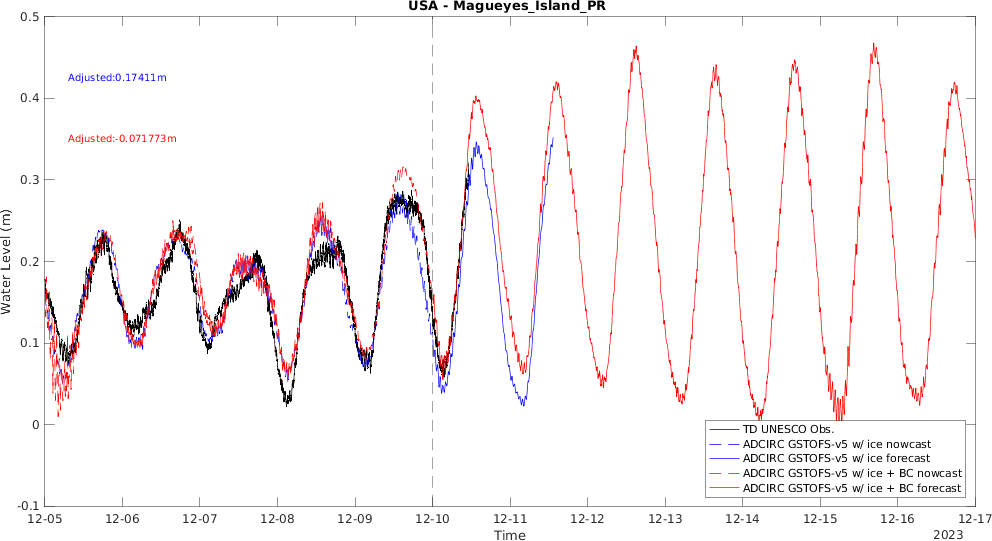 USA - Magueyes_Island_PR
0.5
Adjusted:0.17411m
0.4
Adjusted:-0.071773m
0.3
Water Level (m)
0.2
0.1
0
TD UNESCO Obs.
ADCIRC GSTOFS-v5 w/ ice nowcast
ADCIRC GSTOFS-v5 w/ ice forecast
ADCIRC GSTOFS-v5 w/ ice + BC nowcast
ADCIRC GSTOFS-v5 w/ ice + BC forecast
-0.1
12-05 12-06 12-07 12-08 12-09 12-10 12-11 12-12 12-13 12-14 12-15 12-16 12-17
Time
2023